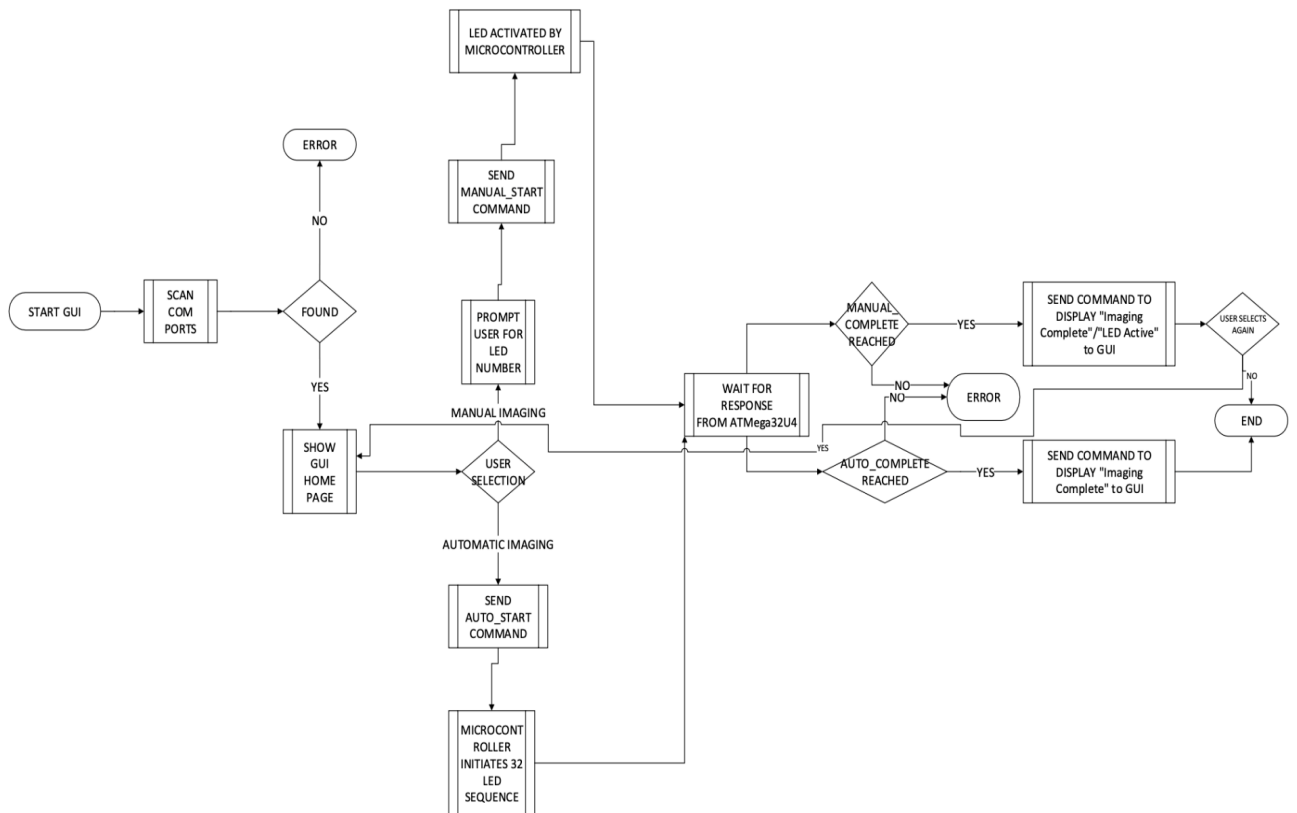 LED ACTIVATED BY
MICROCONTROLLER
ERROR
NO
SEND
MANUAL_START
COMMAND
START GUI
SCAN
COM
PORTS
FOUND
YES
PROMPT
USER FOR
LED
NUMBER
MANUAL IMAGING
SHOW
GUI
HOME
PAGE
USER
SELECTION
AUTOMATIC IMAGING
SEND
AUTO_START
COMMAND
MICROCONT
ROLLER
INITIATES 32
LED
SEQUENCE
WAIT FOR
RESPONSE
FROM ATMega32U4
MANUAL_
COMPLETE
REACHED
YES
NO
NO
ERROR
SEND COMMAND TO
DISPLAY "Imaging
Complete"/"LED Active"
to GUI
USER SELECTS
AGAIN
NO
YES
END
AUTO_COMPLETE
REACHED
YES
SEND COMMAND TO
DISPLAY "Imaging
Complete" to GUI